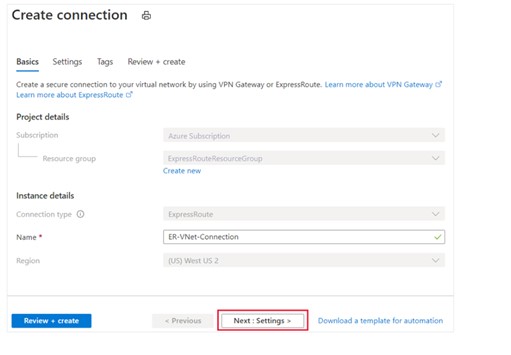 Create connection
Basics Settings Tags Review + create
Create a secure connection to your virtual network by using VPN Gateway or ExpressRoute. Learn more about VPN Gateway
Learn more about ExpressRoute
Project details
Subscription Azure Subscription
Resource group ExpressRouteResourceGroup
Create new
Instance details
Connection type ExpressRoute
Name * ER-VNet-Connection
Region (US) West US 2
Review + create < Previous Next : Settings > Download a template for automation